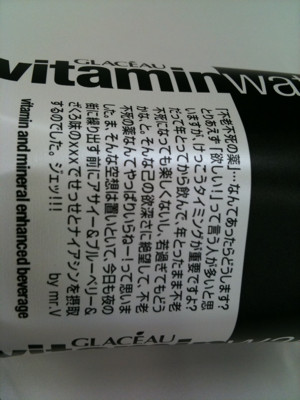 GLACÉAU
vitaminwa
「不老不死の薬」…なんてあったらどうします?
とりあえず「欲しい!」って言う人が多いと思
いますが、けっこうタイミングが重要ですよ?
だって年とってから飲んで、年とったまま不老
不死になっても楽しくないし、若過ぎてもどう
かな、と。そんな己の欲深さに絶望して、不老
不死の薬なんてやっぱいらねー!って思いま
した。ま、そんな空想は置いといて、今日も夜の
街に繰り出す前にアサイー&ブルーベリー&
ざくろ味のxxxでせっせとナイアシンを摂取
するのでした。ジェッ!!! by mr.V
vitamin and mineral enhanced beverage
GLACÉAU